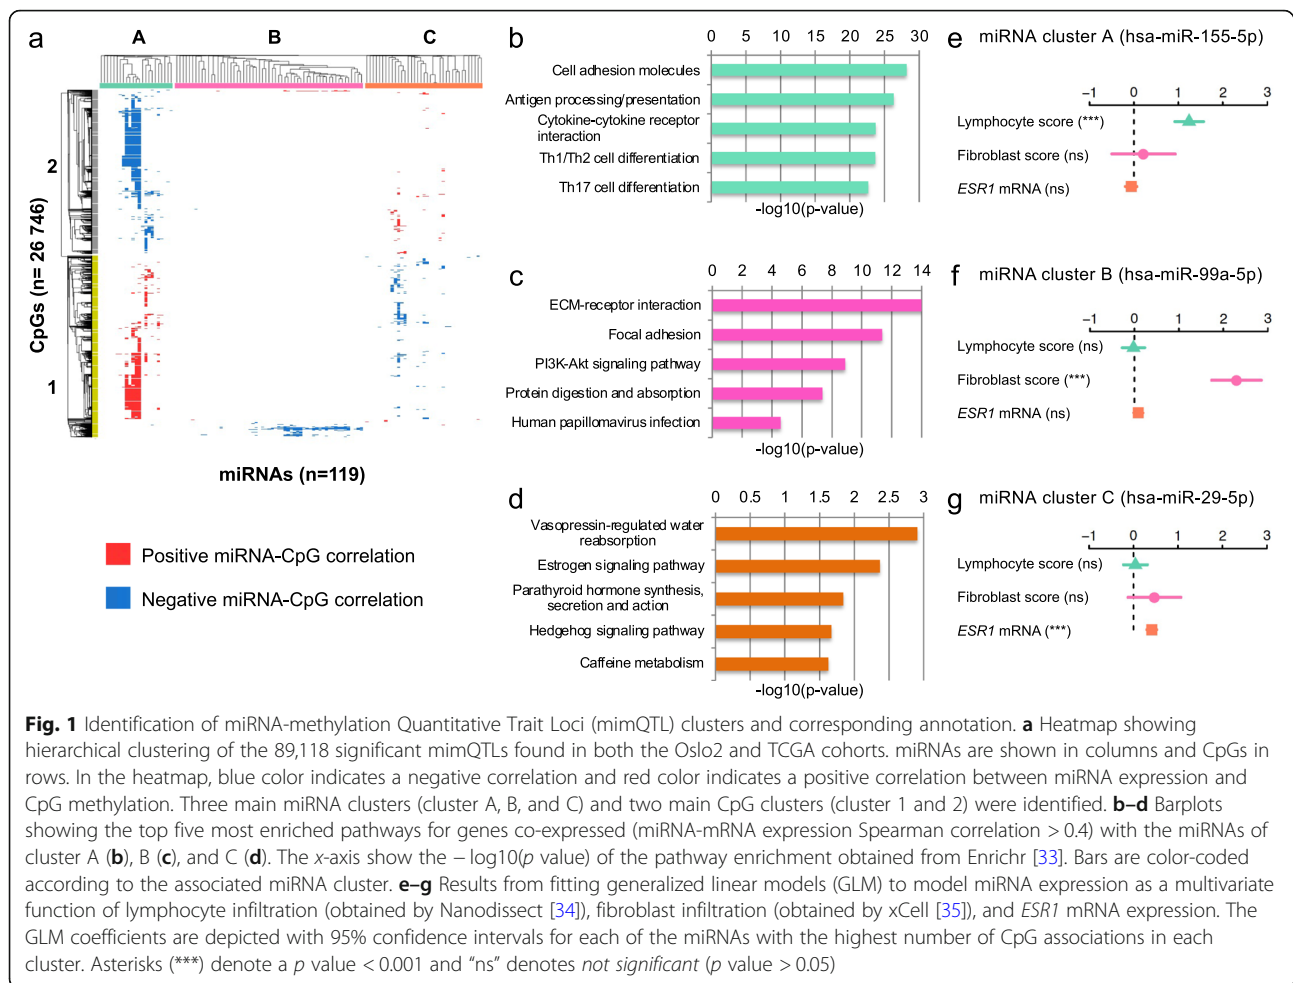 a
A
B
C
2
1
CpGs (n= 26 746)
miRNAs (n=119)
Positive miRNA-CpG correlation
Negative miRNA-CpG correlation
b
0 5 10 15 20 25 30
Cell adhesion molecules
Antigen processing/presentation
Cytokine-cytokine receptor
interaction
Th1/Th2 cell differentiation
Th17 cell differentiation
-log10(p-value)
c
0 2 4 6 8 10 12 14
ECM-receptor interaction
Focal adhesion
PI3K-Akt signaling pathway
Protein digestion and absorption
Human papillomavirus infection
-log10(p-value)
d
0 0.5 1 1.5 2 2.5 3
Vasopressin-regulated water
reabsorption
Estrogen signaling pathway
Parathyroid hormone synthesis,
secretion and action
Hedgehog signaling pathway
Caffeine metabolism
-log10(p-value)
e miRNA cluster A (hsa-miR-155-5p)
−1 0 1 2 3
Lymphocyte score (***)
Fibroblast score (ns)
ESR1 mRNA (ns)
f miRNA cluster B (hsa-miR-99a-5p)
−1 0 1 2 3
Lymphocyte score (ns)
Fibroblast score (***)
ESR1 mRNA (ns)
g miRNA cluster C (hsa-miR-29-5p)
−1 0 1 2 3
Lymphocyte score (ns)
Fibroblast score (ns)
ESR1 mRNA (***)
Fig. 1 Identification of miRNA-methylation Quantitative Trait Loci (mimQTL) clusters and corresponding annotation. a Heatmap showing
hierarchical clustering of the 89,118 significant mimQTLs found in both the Oslo2 and TCGA cohorts. miRNAs are shown in columns and CpGs in
rows. In the heatmap, blue color indicates a negative correlation and red color indicates a positive correlation between miRNA expression and
CpG methylation. Three main miRNA clusters (cluster A, B, and C) and two main CpG clusters (cluster 1 and 2) were identified. b–d Barplots
showing the top five most enriched pathways for genes co-expressed (miRNA-mRNA expression Spearman correlation > 0.4) with the miRNAs of
cluster A (b), B (c), and C (d). The x-axis show the − log10(p value) of the pathway enrichment obtained from Enrichr [33]. Bars are color-coded
according to the associated miRNA cluster. e–g Results from fitting generalized linear models (GLM) to model miRNA expression as a multivariate
function of lymphocyte infiltration (obtained by Nanodissect [34]), fibroblast infiltration (obtained by xCell [35]), and ESR1 mRNA expression. The
GLM coefficients are depicted with 95% confidence intervals for each of the miRNAs with the highest number of CpG associations in each
cluster. Asterisks (***) denote a p value < 0.001 and “ns” denotes not significant (p value > 0.05)